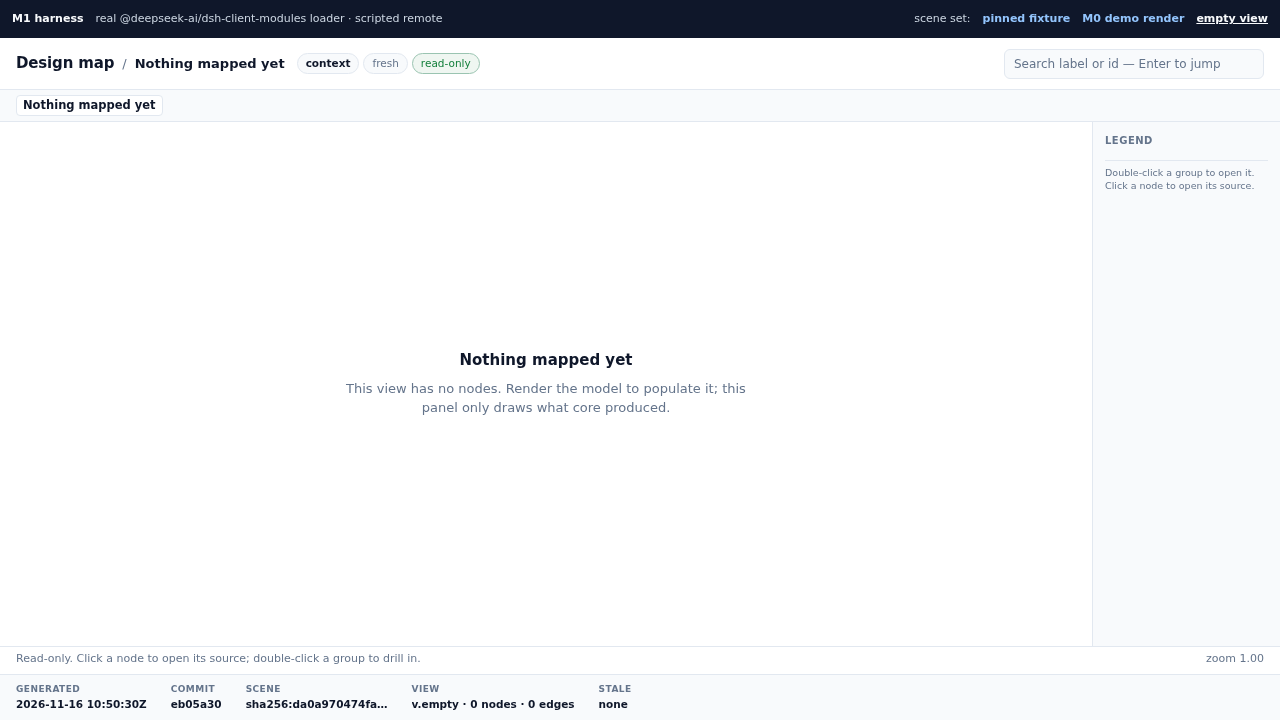 M1 harness real @deepseek-ai/dsh-client-modules loader · scripted remote scene set: pinned fixture M0 demo render empty view
Design map / Nothing mapped yet context fresh read-only Search label or id — Enter to jump
Nothing mapped yet
LEGEND
Double-click a group to open it.
Click a node to open its source.
Nothing mapped yet
This view has no nodes. Render the model to populate it; this
panel only draws what core produced.
Read-only. Click a node to open its source; double-click a group to drill in. zoom 1.00
GENERATED COMMIT SCENE VIEW STALE
2026-11-16 10:50:30Z eb05a30 sha256:da0a970474fa… v.empty · 0 nodes · 0 edges none